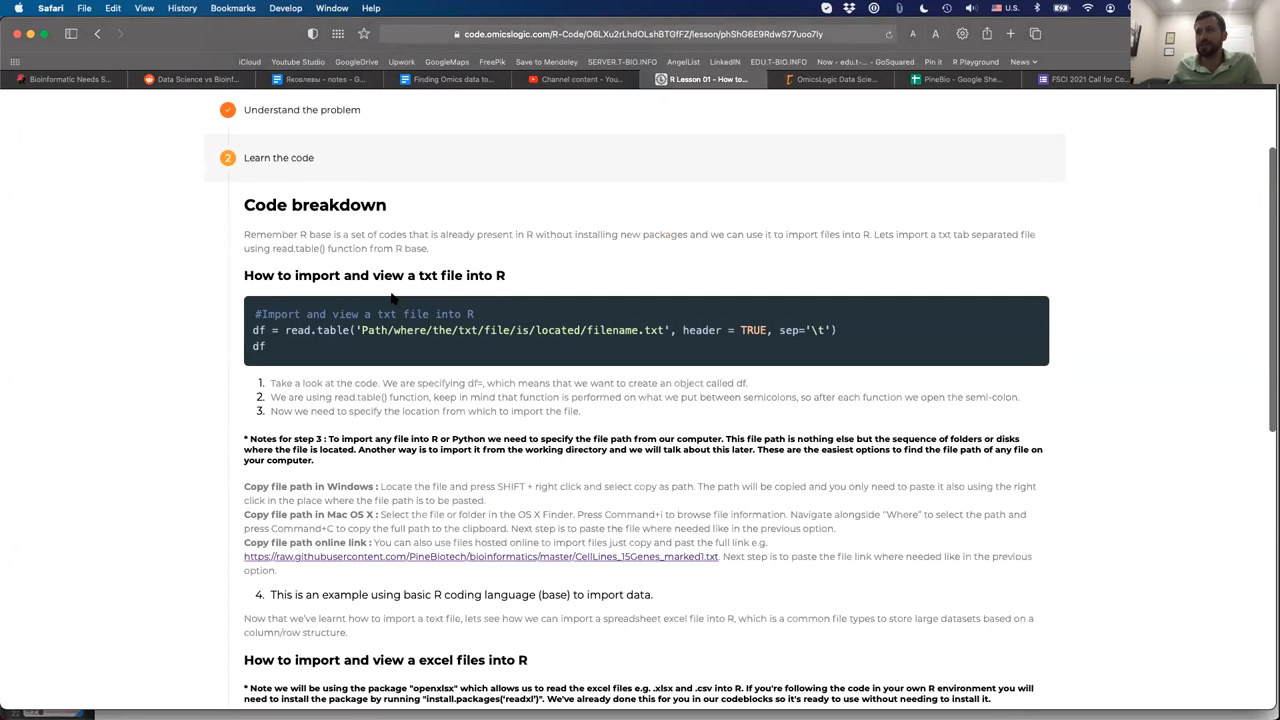 Safari File Edit View History Bookmarks Develop Window Help U.S.
code.omicslogic.com/R-Code/O6LXu2rLhdOLshBTGfFZ/lesson/phShG6E9RdwS77uoo7ly
iCloud Youtube SoundCloud GoogleDrive Upwork GoogleMaps FreePik Save to Mendeley SERVER.T-BIO.INFO AngelList LinkedIN EDU.T-BIO.INFO Now - edu.t-... GoSquared Pin it R Playground News
Bioinformatic Needs S... Data Science vs Bioinf... Яковлевы - notes - G... Finding Omics data to... Channel content - You... R Lesson 01 - How to... OmicsLogic Data Scie... PineBio - Google She... FSCI 2021 Call for Co...
Understand the problem
2 Learn the code
Code breakdown
Remember R base is a set of codes that is already present in R without installing new packages and we can use it to import files into R. Lets import a txt tab separated file
using read.table() function from R base.
How to import and view a txt file into R
#Import and view a txt file into R
df = read.table('Path/where/the/txt/file/is/located/filename.txt', header = TRUE, sep='\t')
df
1. Take a look at the code. We are specifying df=, which means that we want to create an object called df.
2. We are using read.table() function, keep in mind that function is performed on what we put between semicolons, so after each function we open the semi-colon.
3. Now we need to specify the location from which to import the file.
* Notes for step 3 : To import any file into R or Python we need to specify the file path from our computer. This file path is nothing else but the sequence of folders or disks
where the file is located. Another way is to import it from the working directory and we will talk about this later. These are the easiest options to find the file path of any file on
your computer.
Copy file path in Windows : Locate the file and press SHIFT + right click and select copy as path. The path will be copied and you only need to paste it also using the right
click in the place where the file path is to be pasted.
Copy file path in Mac OS X : Select the file or folder in the OS X Finder. Press Command+i to browse file information. Navigate alongside "Where" to select the path and
press Command+C to copy the full path to the clipboard. Next step is to paste the file where needed like in the previous option.
Copy file path online link : You can also use files hosted online to import files just copy and past the full link e.g.
https://raw.githubusercontent.com/PineBiotech/bioinformatics/master/CellLines_15Genes_marked1.txt. Next step is to paste the file link where needed like in the previous
option.
4. This is an example using basic R coding language (base) to import data.
Now that we've learnt how to import a text file, lets see how we can import a spreadsheet excel file into R, which is a common file types to store large datasets based on a
column/row structure.
How to import and view a excel files into R
* Note we will be using the package "openxlsx" which allows us to read the excel files e.g. .xlsx and .csv into R. If you're following the code in your own R environment you will
need to install the package by running "install.packages('readxl')". We've already done this for you in our codeblocks so it's ready to use without needing to install it.